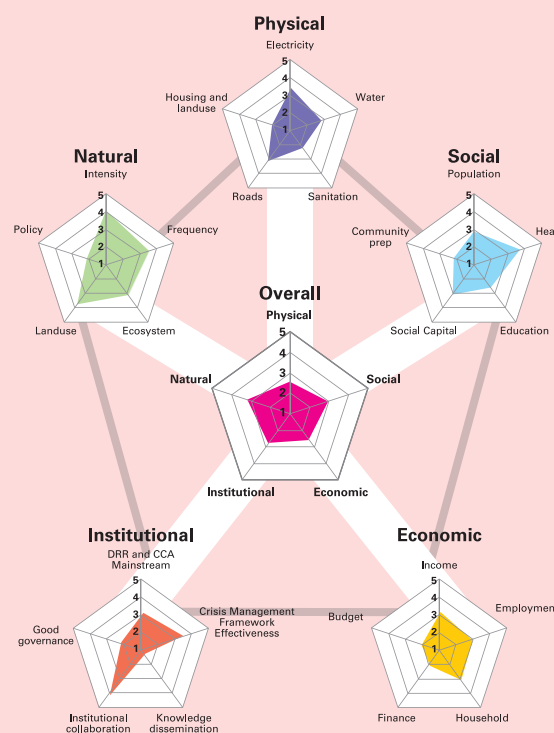 Physical
Electricity
5
4
3
2
1
Housing and
landuse
Water
Roads
Sanitation
Natural
Intensity
5
4
3
2
1
Policy
Frequency
Landuse
Ecosystem
Social
Population
5
4
3
2
1
Community
prep
Hea
Social Capital
Education
Overall
Physical
5
4
3
2
1
Natural
Social
Institutional
Economic
Institutional
DRR and CCA
Mainstream
5
4
3
2
1
Good
governance
Crisis Management
Framework
Effectiveness
Institutional
collaboration
Knowledge
dissemination
Economic
Income
5
4
3
2
1
Budget
Employmen
Finance
Household